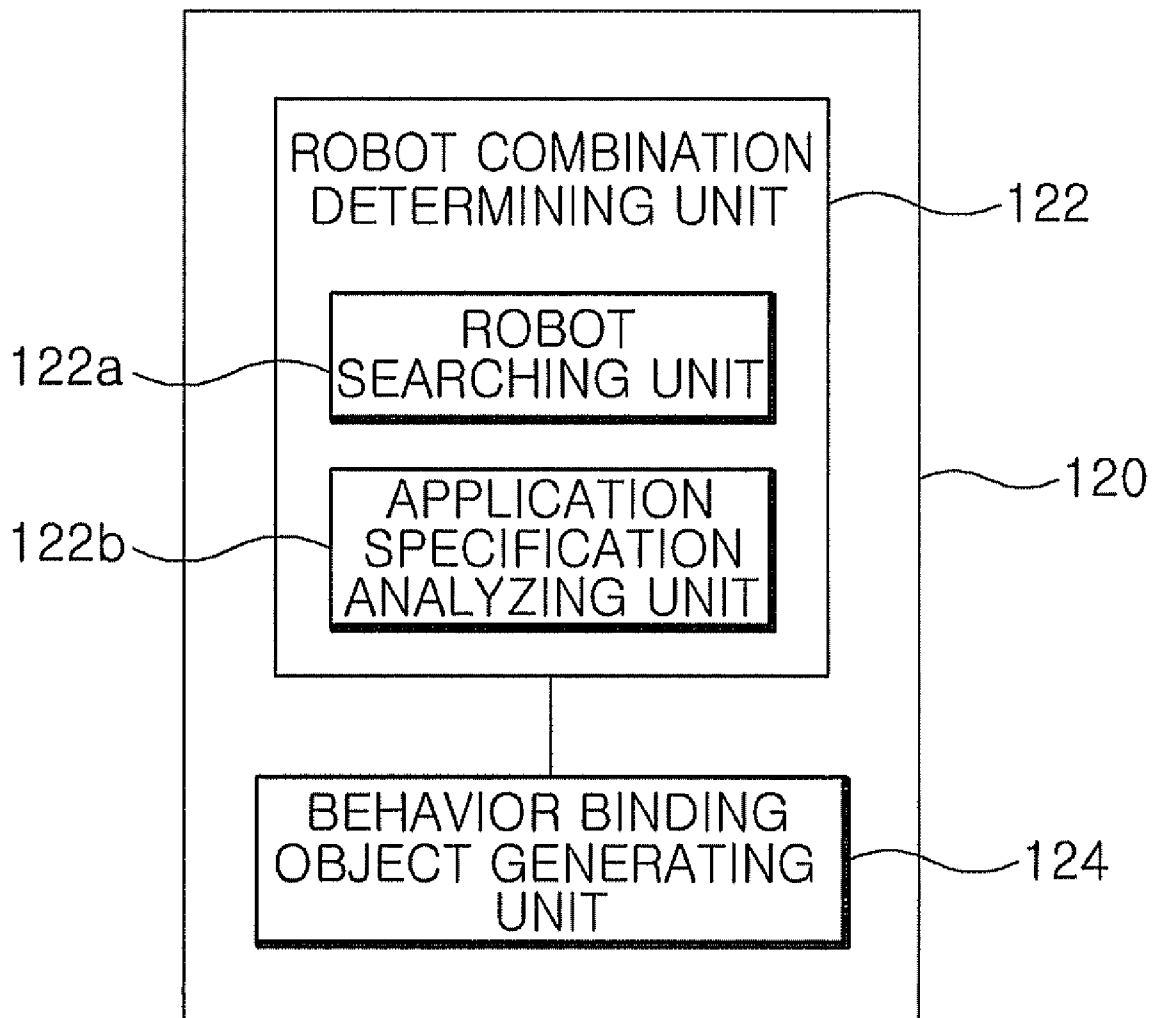 ROBOT COMBINATION
DETERMINING UNIT
122
ROBOT
SEARCHING UNIT
122a
120
APPLICATION
SPECIFICATION
ANALYZING UNIT
122b
BEHAVIOR BINDING
OBJECT GENERATING
UNIT
124